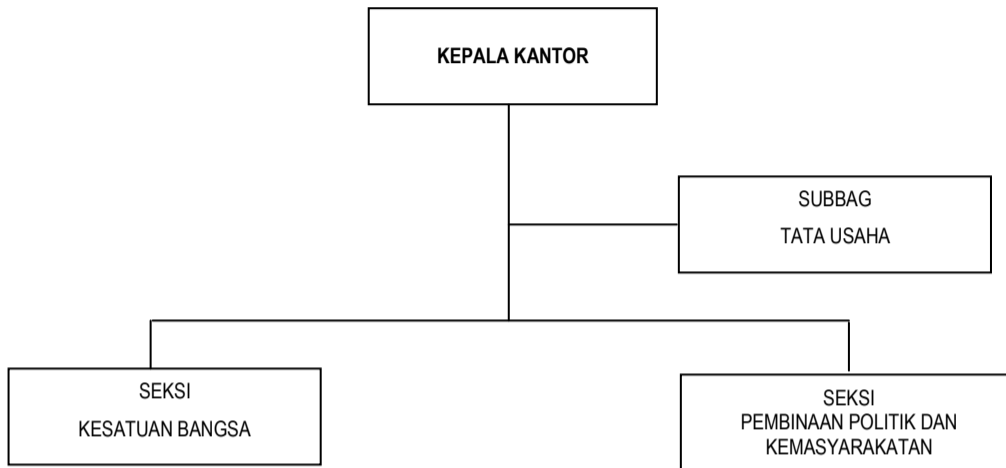 KEPALA KANTOR
SUBBAG
TATA USAHA
SEKSI
KESATUAN BANGSA
SEKSI
PEMBINAAN POLITIK DAN
KEMASYARAKATAN